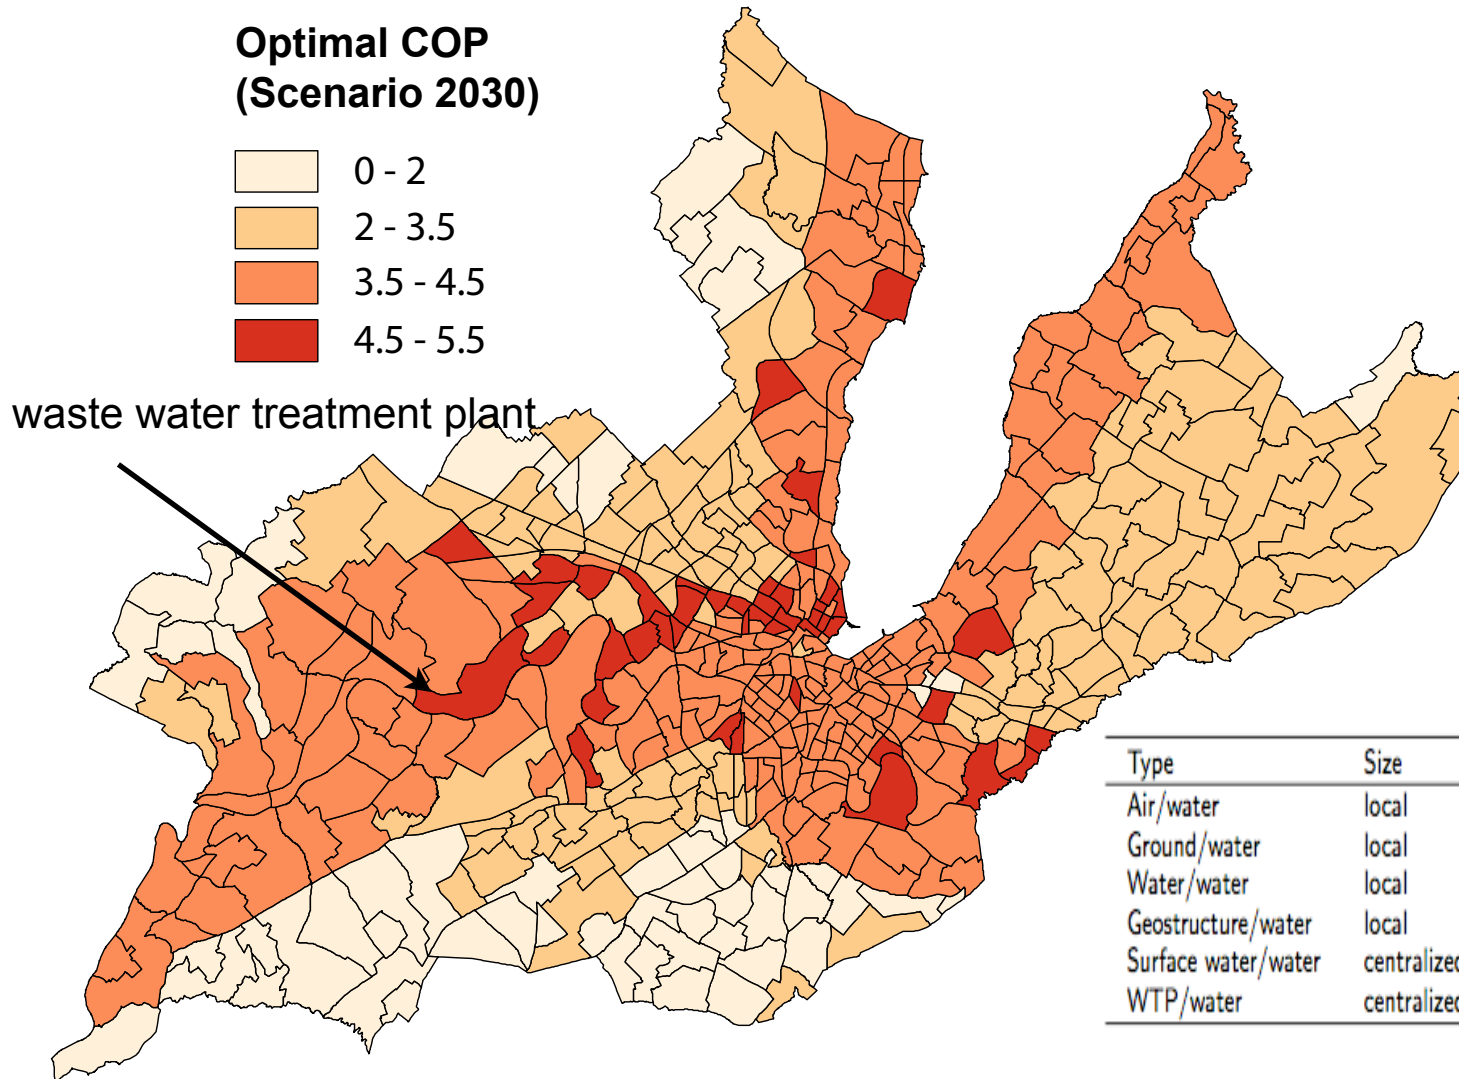 Optimal COP
(Scenario 2030)
0 - 2
2 - 3.5
3.5 - 4.5
4.5 - 5.5
waste water treatment plant
Type Size
Air/water local
Ground/water local
Water/water local
Geostructure/water local
Surface water/water centralized
WTP/water centralized